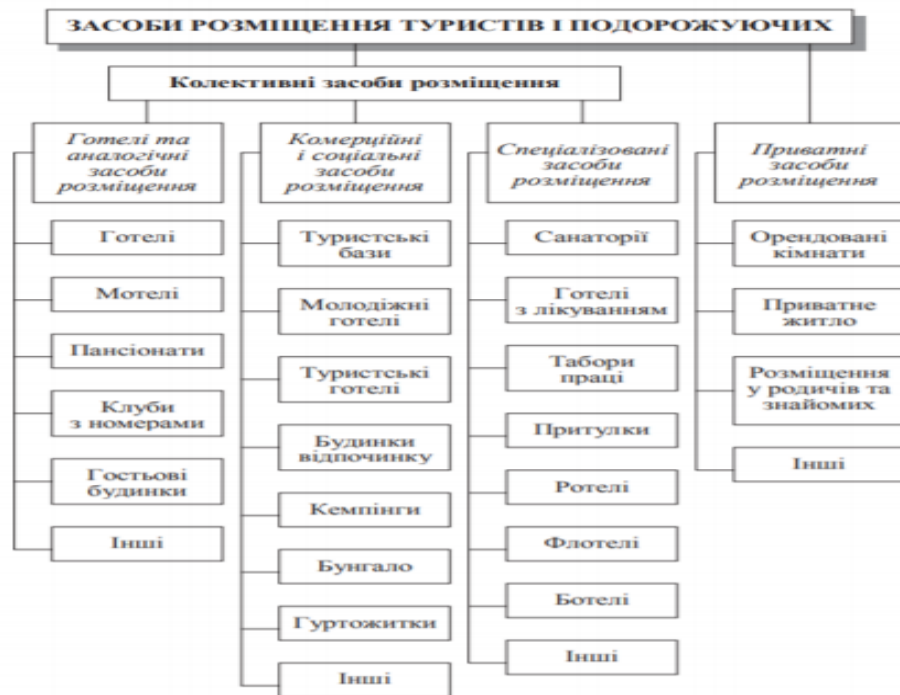 ЗАСОБИ РОЗМІЩЕННЯ ТУРИСТІВ І ПОДОРОЖУЮЧИХ
Колективні засоби розміщення
Готелі та
аналогічні
засоби
розміщення
Готелі
Мотелі
Пансіонати
Клуби
з номерами
Гостьові
будинки
Інші
Комерційні
і соціальні
засоби
розміщення
Туристські
бази
Молодіжні
готелі
Туристські
готелі
Будинки
відпочинку
Кемпінги
Бунгало
Гуртожитки
Інші
Спеціалізовані
засоби
розміщення
Санаторії
Готелі
з лікуванням
Табори
праці
Притулки
Ротелі
Флотелі
Ботелі
Інші
Приватні
засоби
розміщення
Орендовані
кімнати
Приватне
житло
Розміщення
у родичів та
знайомих
Інші